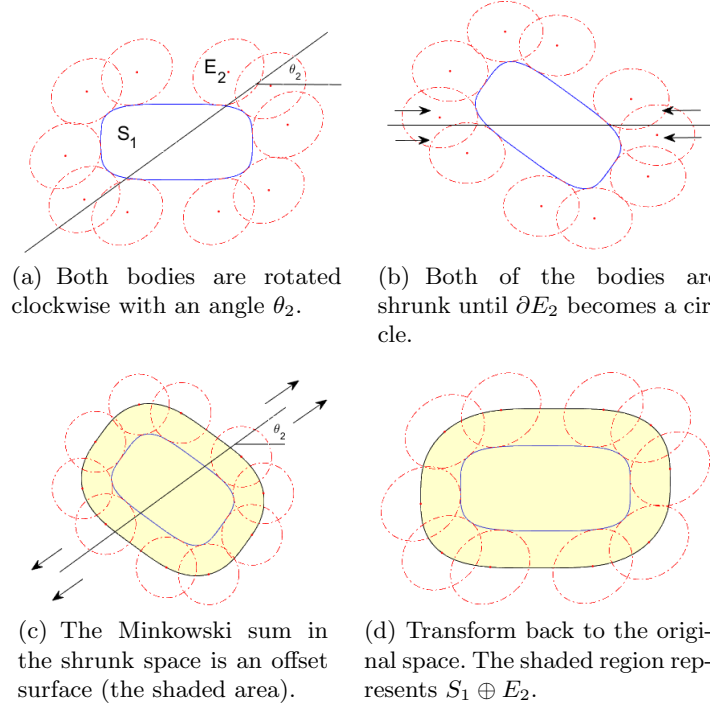 E2
θ2
S1
(a) Both bodies are rotated
clockwise with an angle θ2.
(b) Both of the bodies are
shrunk until ∂E2 becomes a cir-
cle.
θ2
(c) The Minkowski sum in
the shrunk space is an offset
surface (the shaded area).
(d) Transform back to the origi-
nal space. The shaded region rep-
resents S1 ⊕ E2.